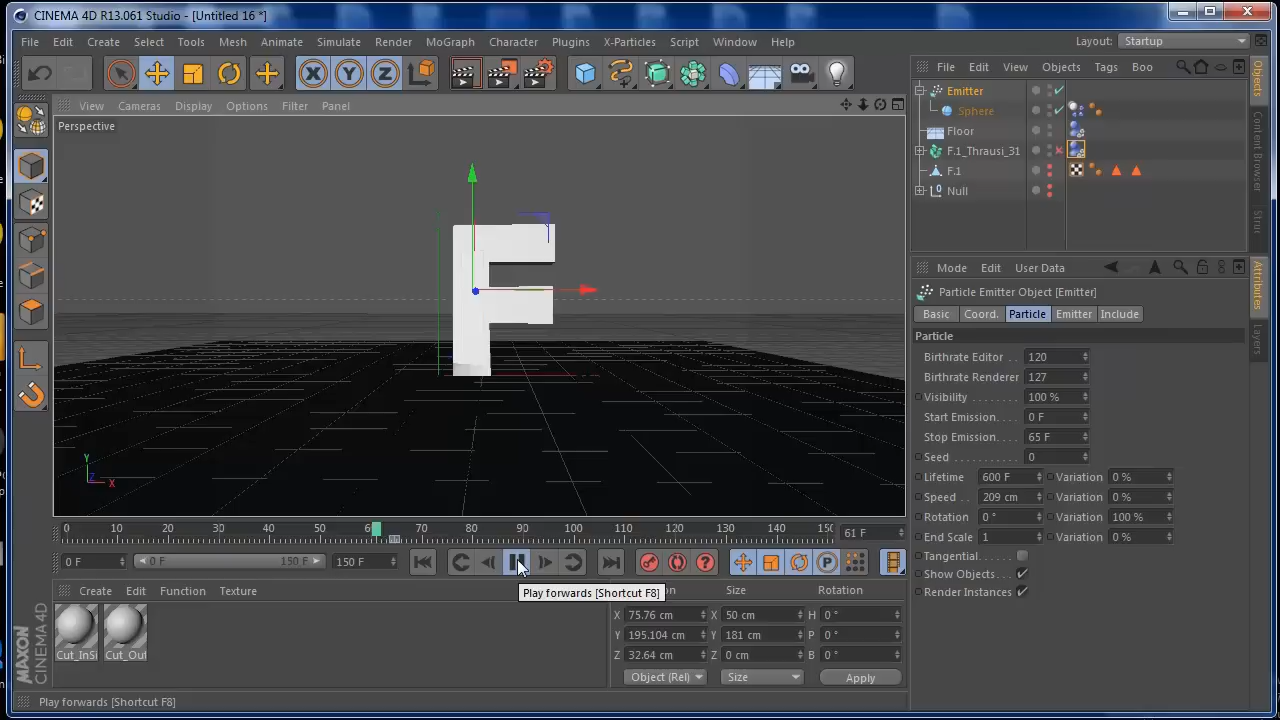 CINEMA 4D R13.061 Studio - [Untitled 16 *]
File Edit Create Select Tools Mesh Animate Simulate Render MoGraph Character Plugins X-Particles Script Window Help
Layout: Startup
X Y Z
File Edit View Objects Tags Boo
View Cameras Display Options Filter Panel
Perspective
Emitter
Sphere
Floor
F.1_Thrausi_31
F.1
Null
Objects
Content Browser
Struc
Mode Edit User Data
Particle Emitter Object [Emitter]
Basic Coord. Particle Emitter Include
Particle
Birthrate Editor . . 120
Birthrate Renderer 127
Visibility. . . . . . . . 100 %
Start Emission. . . . 0 F
Stop Emission. . . . 65 F
Seed . . . . . . . . . . . 0
Lifetime 600 F Variation 0 %
Speed . . 209 cm Variation 0 %
Rotation 0 ° Variation 100 %
End Scale 1 Variation 0 %
Tangential. . . . . .
Show Objects. . .
Render Instances
Attributes
Layers
Y
Z
X
0 10 20 30 40 50 6 70 80 90 100 110 120 130 140 150
61 F
0 F 0 F 150 F 150 F
P
Play forwards [Shortcut F8]
Create Edit Function Texture
Cut_InSi Cut_Out
Size Rotation
X 75.76 cm X 50 cm H 0 °
Y 195.104 cm Y 181 cm P 0 °
Z 32.64 cm Z 0 cm B 0 °
Object (Rel) Size Apply
MAXON
CINEMA 4D
Play forwards [Shortcut F8]